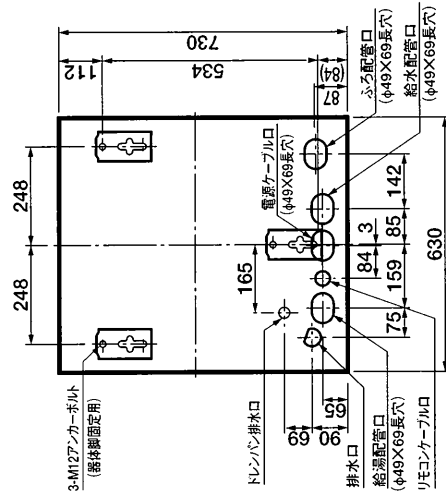 730
112
534
(84)
87
ふろ配管口
(φ49×69長穴)
給水配管口
(φ49×69長穴)
電源ケーブル口
(φ49×69長穴)
248
248
142
85
3
84
159
75
165
630
3-M12アンカーボルト
(器体脚固定用)
ドレンパン排水口
69
90
65
排水口
給湯配管口
(φ49×69長穴)
リモコンケーブル口